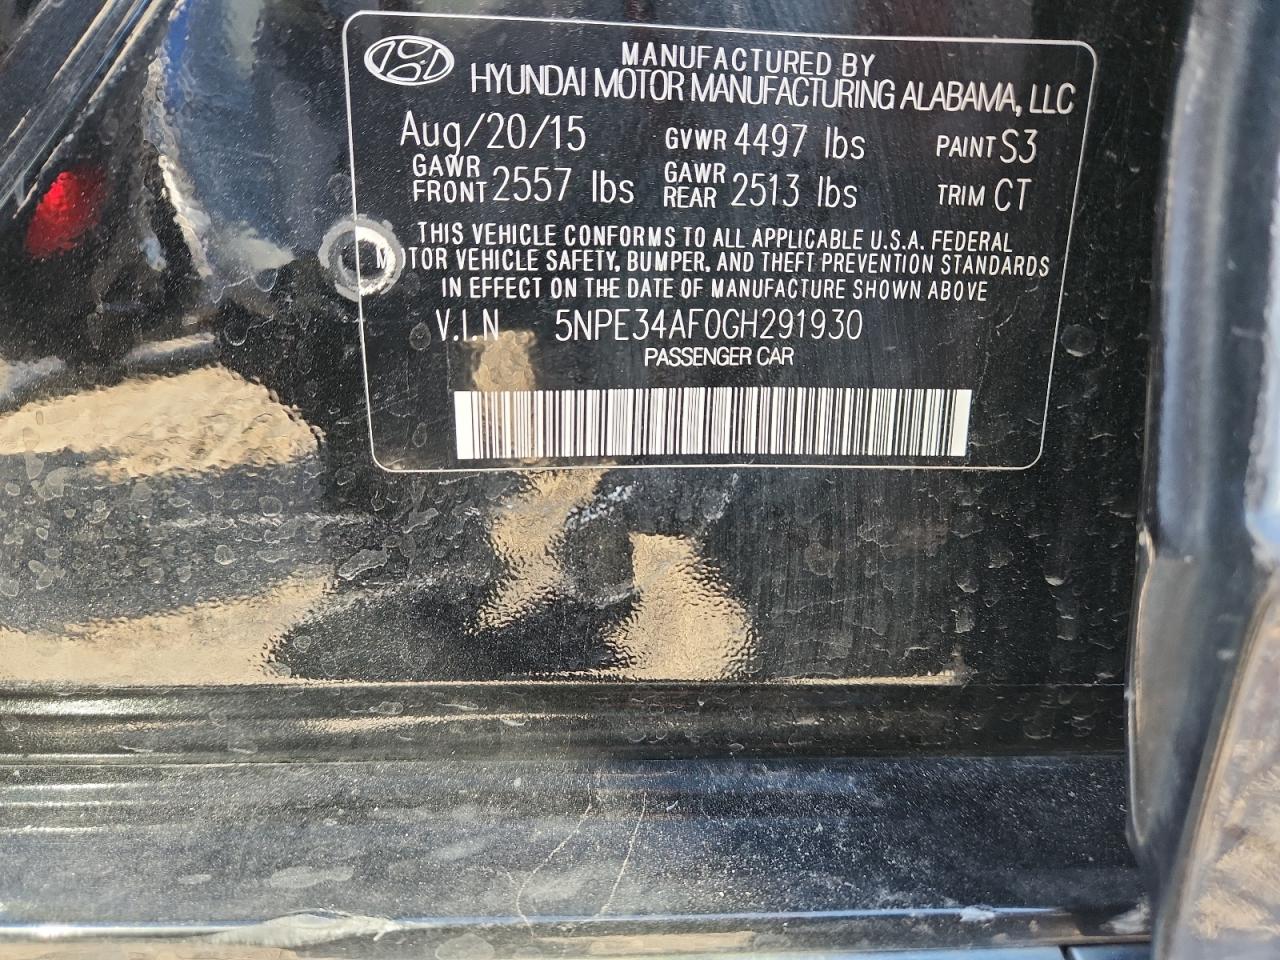 MANUFACTURED BY
HYUNDAI MOTOR MANUFACTURING ALABAMA, LLC
Aug/20/15 GVWR 4497 lbs PAINT S3
GAWR FRONT 2557 lbs GAWR REAR 2513 lbs TRIM CT
THIS VEHICLE CONFORMS TO ALL APPLICABLE U.S.A. FEDERAL
MOTOR VEHICLE SAFETY, BUMPER, AND THEFT PREVENTION STANDARDS
IN EFFECT ON THE DATE OF MANUFACTURE SHOWN ABOVE
V.I.N 5NPE34AF0GH291930
PASSENGER CAR